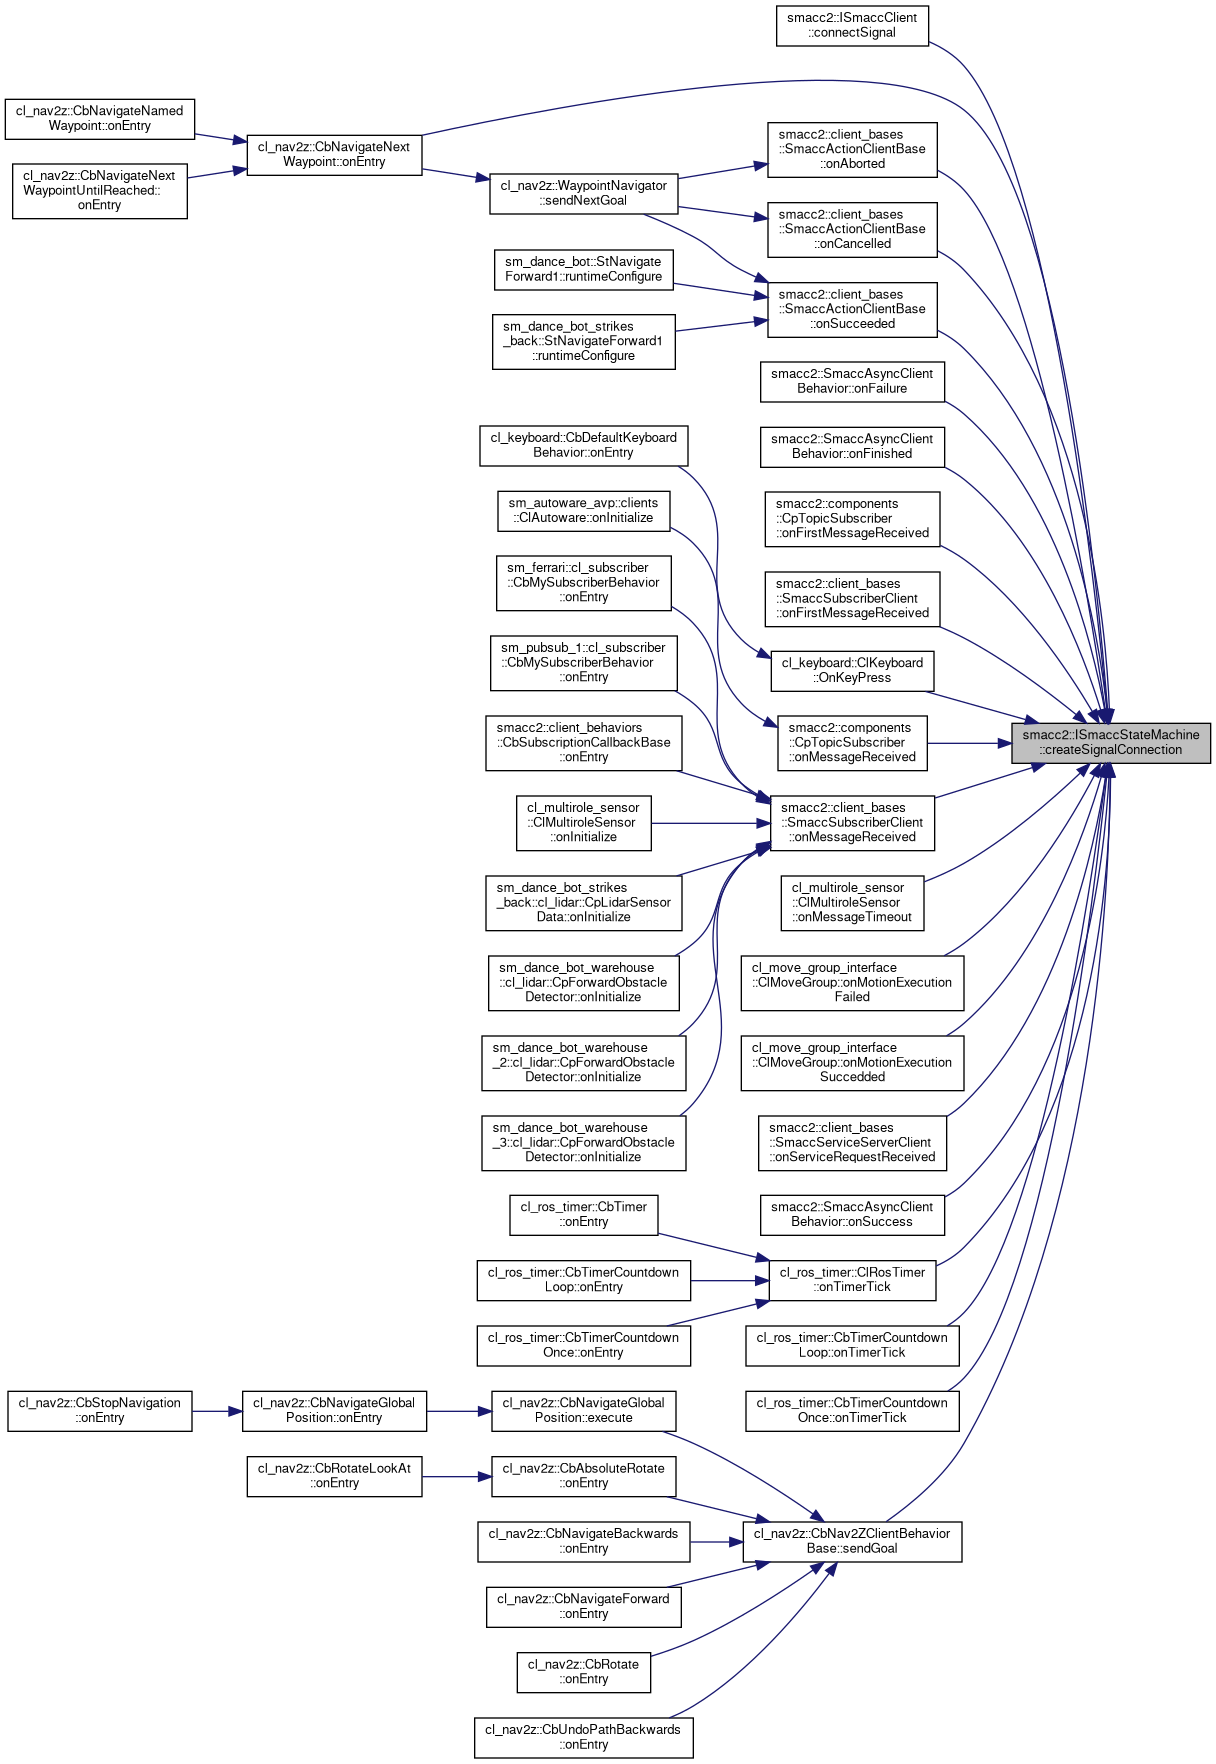 smacc2::ISmaccClient
::connectSignal
cl_nav2z::CbNavigateNamed
Waypoint::onEntry
cl_nav2z::CbNavigateNext
WaypointUntilReached::
onEntry
cl_nav2z::CbNavigateNext
Waypoint::onEntry
cl_nav2z::WaypointNavigator
::sendNextGoal
smacc2::client_bases
::SmaccActionClientBase
::onAborted
smacc2::client_bases
::SmaccActionClientBase
::onCancelled
smacc2::client_bases
::SmaccActionClientBase
::onSucceeded
sm_dance_bot::StNavigate
Forward1::runtimeConfigure
sm_dance_bot_strikes
_back::StNavigateForward1
::runtimeConfigure
smacc2::SmaccAsyncClient
Behavior::onFailure
smacc2::SmaccAsyncClient
Behavior::onFinished
smacc2::components
::CpTopicSubscriber
::onFirstMessageReceived
smacc2::client_bases
::SmaccSubscriberClient
::onFirstMessageReceived
cl_keyboard::CbDefaultKeyboard
Behavior::onEntry
sm_autoware_avp::clients
::ClAutoware::onInitialize
sm_ferrari::cl_subscriber
::CbMySubscriberBehavior
::onEntry
sm_pubsub_1::cl_subscriber
::CbMySubscriberBehavior
::onEntry
smacc2::client_behaviors
::CbSubscriptionCallbackBase
::onEntry
cl_multirole_sensor
::ClMultiroleSensor
::onInitialize
sm_dance_bot_strikes
_back::cl_lidar::CpLidarSensor
Data::onInitialize
sm_dance_bot_warehouse
::cl_lidar::CpForwardObstacle
Detector::onInitialize
sm_dance_bot_warehouse
_2::cl_lidar::CpForwardObstacle
Detector::onInitialize
sm_dance_bot_warehouse
_3::cl_lidar::CpForwardObstacle
Detector::onInitialize
cl_keyboard::ClKeyboard
::OnKeyPress
smacc2::components
::CpTopicSubscriber
::onMessageReceived
smacc2::client_bases
::SmaccSubscriberClient
::onMessageReceived
cl_multirole_sensor
::ClMultiroleSensor
::onMessageTimeout
cl_move_group_interface
::ClMoveGroup::onMotionExecution
Failed
cl_move_group_interface
::ClMoveGroup::onMotionExecution
Succedded
smacc2::client_bases
::SmaccServiceServerClient
::onServiceRequestReceived
smacc2::SmaccAsyncClient
Behavior::onSuccess
smacc2::ISmaccStateMachine
::createSignalConnection
cl_ros_timer::CbTimer
::onEntry
cl_ros_timer::CbTimerCountdown
Loop::onEntry
cl_ros_timer::CbTimerCountdown
Once::onEntry
cl_ros_timer::ClRosTimer
::onTimerTick
cl_ros_timer::CbTimerCountdown
Loop::onTimerTick
cl_ros_timer::CbTimerCountdown
Once::onTimerTick
cl_nav2z::CbStopNavigation
::onEntry
cl_nav2z::CbNavigateGlobal
Position::onEntry
cl_nav2z::CbNavigateGlobal
Position::execute
cl_nav2z::CbRotateLookAt
::onEntry
cl_nav2z::CbAbsoluteRotate
::onEntry
cl_nav2z::CbNavigateBackwards
::onEntry
cl_nav2z::CbNavigateForward
::onEntry
cl_nav2z::CbRotate
::onEntry
cl_nav2z::CbUndoPathBackwards
::onEntry
cl_nav2z::CbNav2ZClientBehavior
Base::sendGoal